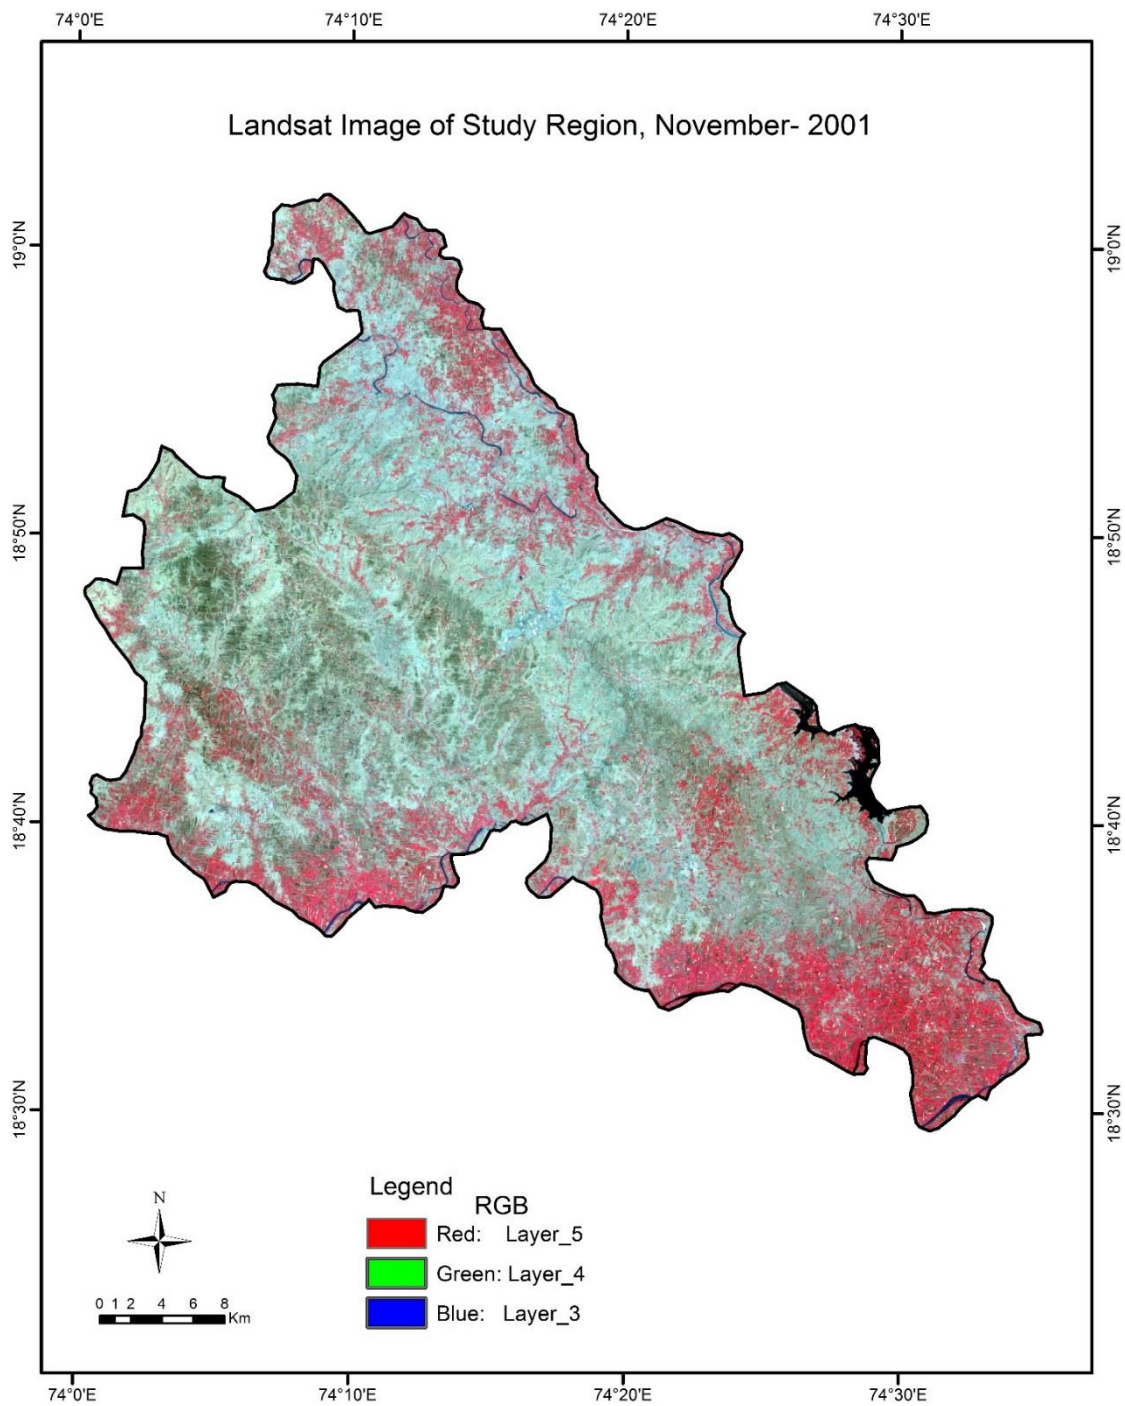 74°0'E 74°10'E 74°20'E 74°30'E
Landsat Image of Study Region, November- 2001
19°0'N 19°0'N
18°50'N 18°50'N
18°40'N 18°40'N
18°30'N 18°30'N
Legend
RGB
N
Red: Layer_5
Green: Layer_4
0 1 2 4 6 8
Km
Blue: Layer_3
74°0'E 74°10'E 74°20'E 74°30'E